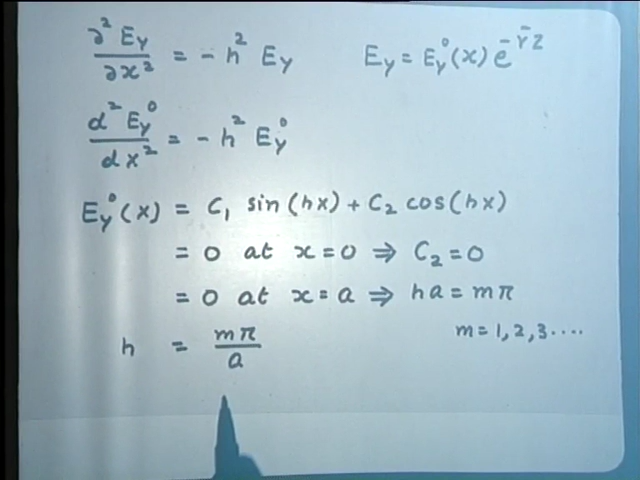 ∂²Ey/∂x² = -h² Ey    Ey = Ey⁰(x) e^(-γ̄z)
d²Ey⁰/dx² = -h² Ey⁰
Ey⁰(x) = C₁ sin(hx) + C₂ cos(hx)
= 0 at x=0 ⇒ C₂=0
= 0 at x=a ⇒ ha=mπ
h = mπ/a    m=1,2,3....